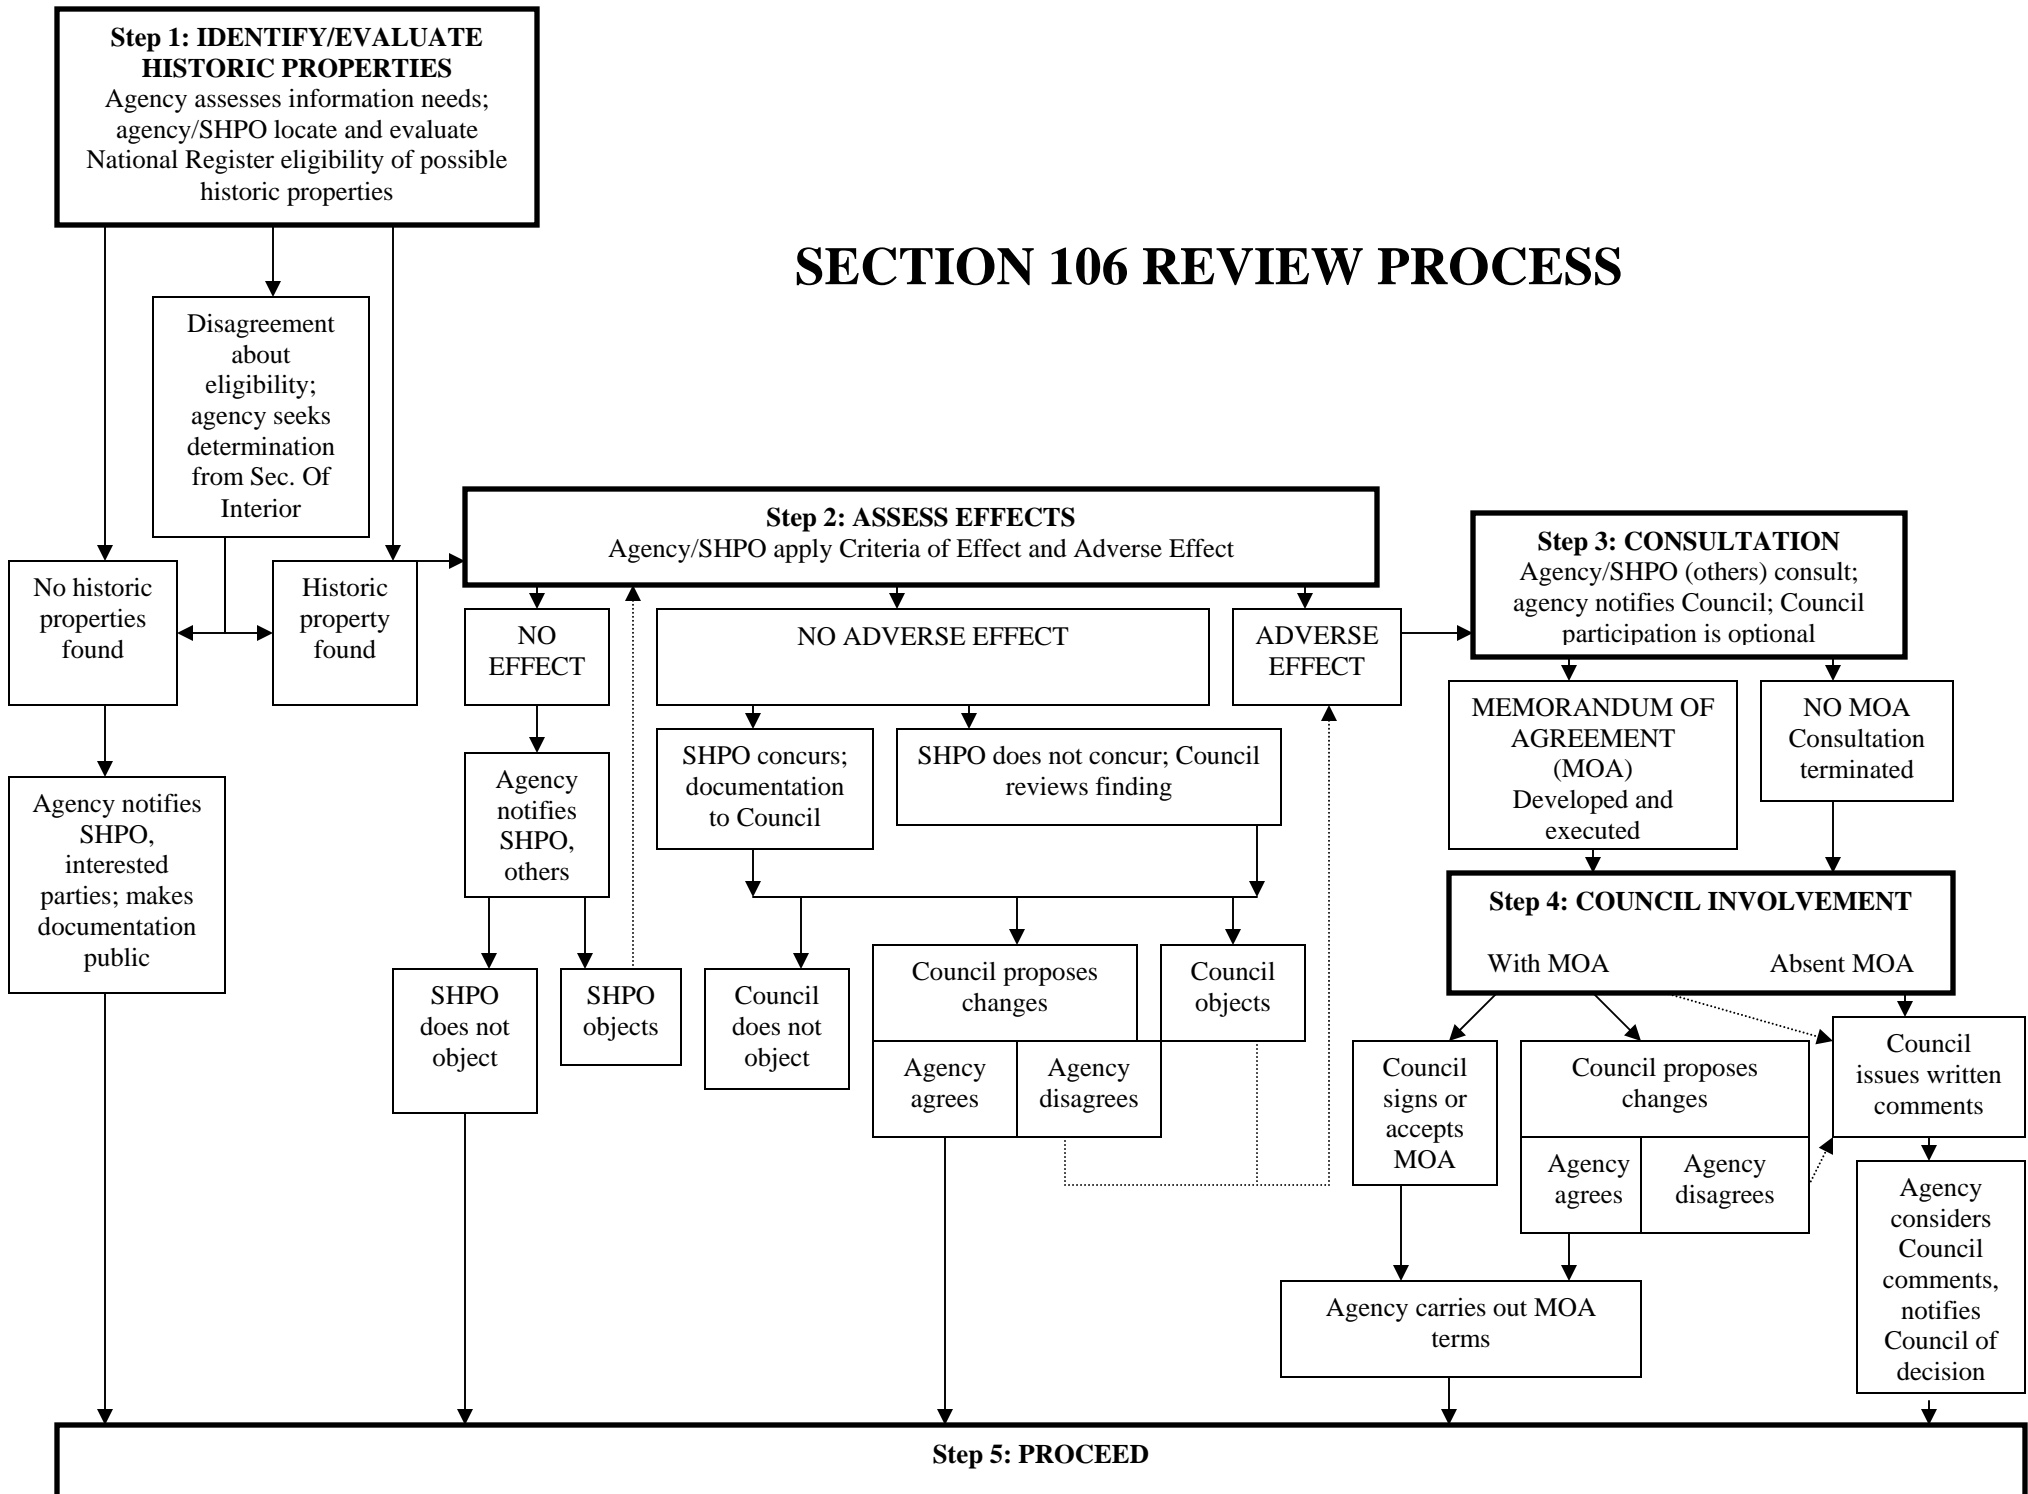 Step 1: IDENTIFY/EVALUATE
HISTORIC PROPERTIES
Agency assesses information needs;
agency/SHPO locate and evaluate
National Register eligibility of possible
historic properties
SECTION 106 REVIEW PROCESS
Disagreement
about
eligibility;
agency seeks
determination
from Sec. Of
Interior
No historic
properties
found
Historic
property
found
Agency notifies
SHPO,
interested
parties; makes
documentation
public
Step 2: ASSESS EFFECTS
Agency/SHPO apply Criteria of Effect and Adverse Effect
NO
EFFECT
NO ADVERSE EFFECT
ADVERSE
EFFECT
Agency
notifies
SHPO,
others
SHPO concurs;
documentation
to Council
SHPO does not concur; Council
reviews finding
SHPO
does not
object
SHPO
objects
Council
does not
object
Council proposes
changes
Agency
agrees
Agency
disagrees
Council
objects
Step 3: CONSULTATION
Agency/SHPO (others) consult;
agency notifies Council; Council
participation is optional
MEMORANDUM OF
AGREEMENT
(MOA)
Developed and
executed
NO MOA
Consultation
terminated
Step 4: COUNCIL INVOLVEMENT
With MOA Absent MOA
Council
signs or
accepts
MOA
Council proposes
changes
Agency
agrees
Agency
disagrees
Council
issues written
comments
Agency carries out MOA
terms
Agency
considers
Council
comments,
notifies
Council of
decision
Step 5: PROCEED